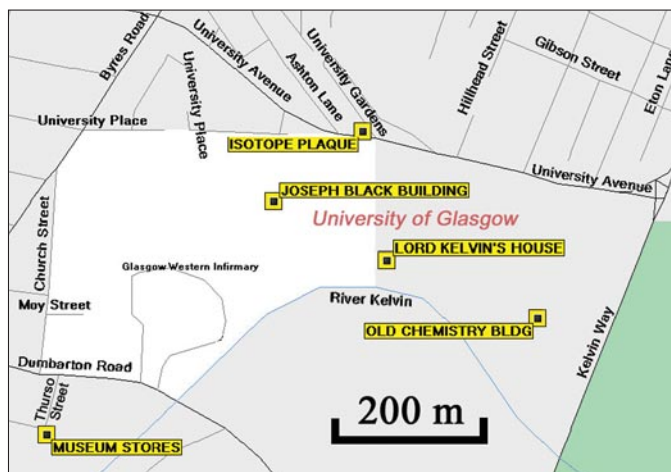 Byres Road
University Avenue
Ashton Lane
University Gardens
Hillhead Street
Gibson Street
Eton Lane
University Place
University Place
ISOTOPE PLAQUE
University Avenue
JOSEPH BLACK BUILDING
University of Glasgow
Church Street
LORD KELVIN'S HOUSE
Glasgow Western Infirmary
River Kelvin
Moy Street
OLD CHEMISTRY BLDG
Kelvin Way
Dumbarton Road
Thurso
Street
200 m
MUSEUM STORES